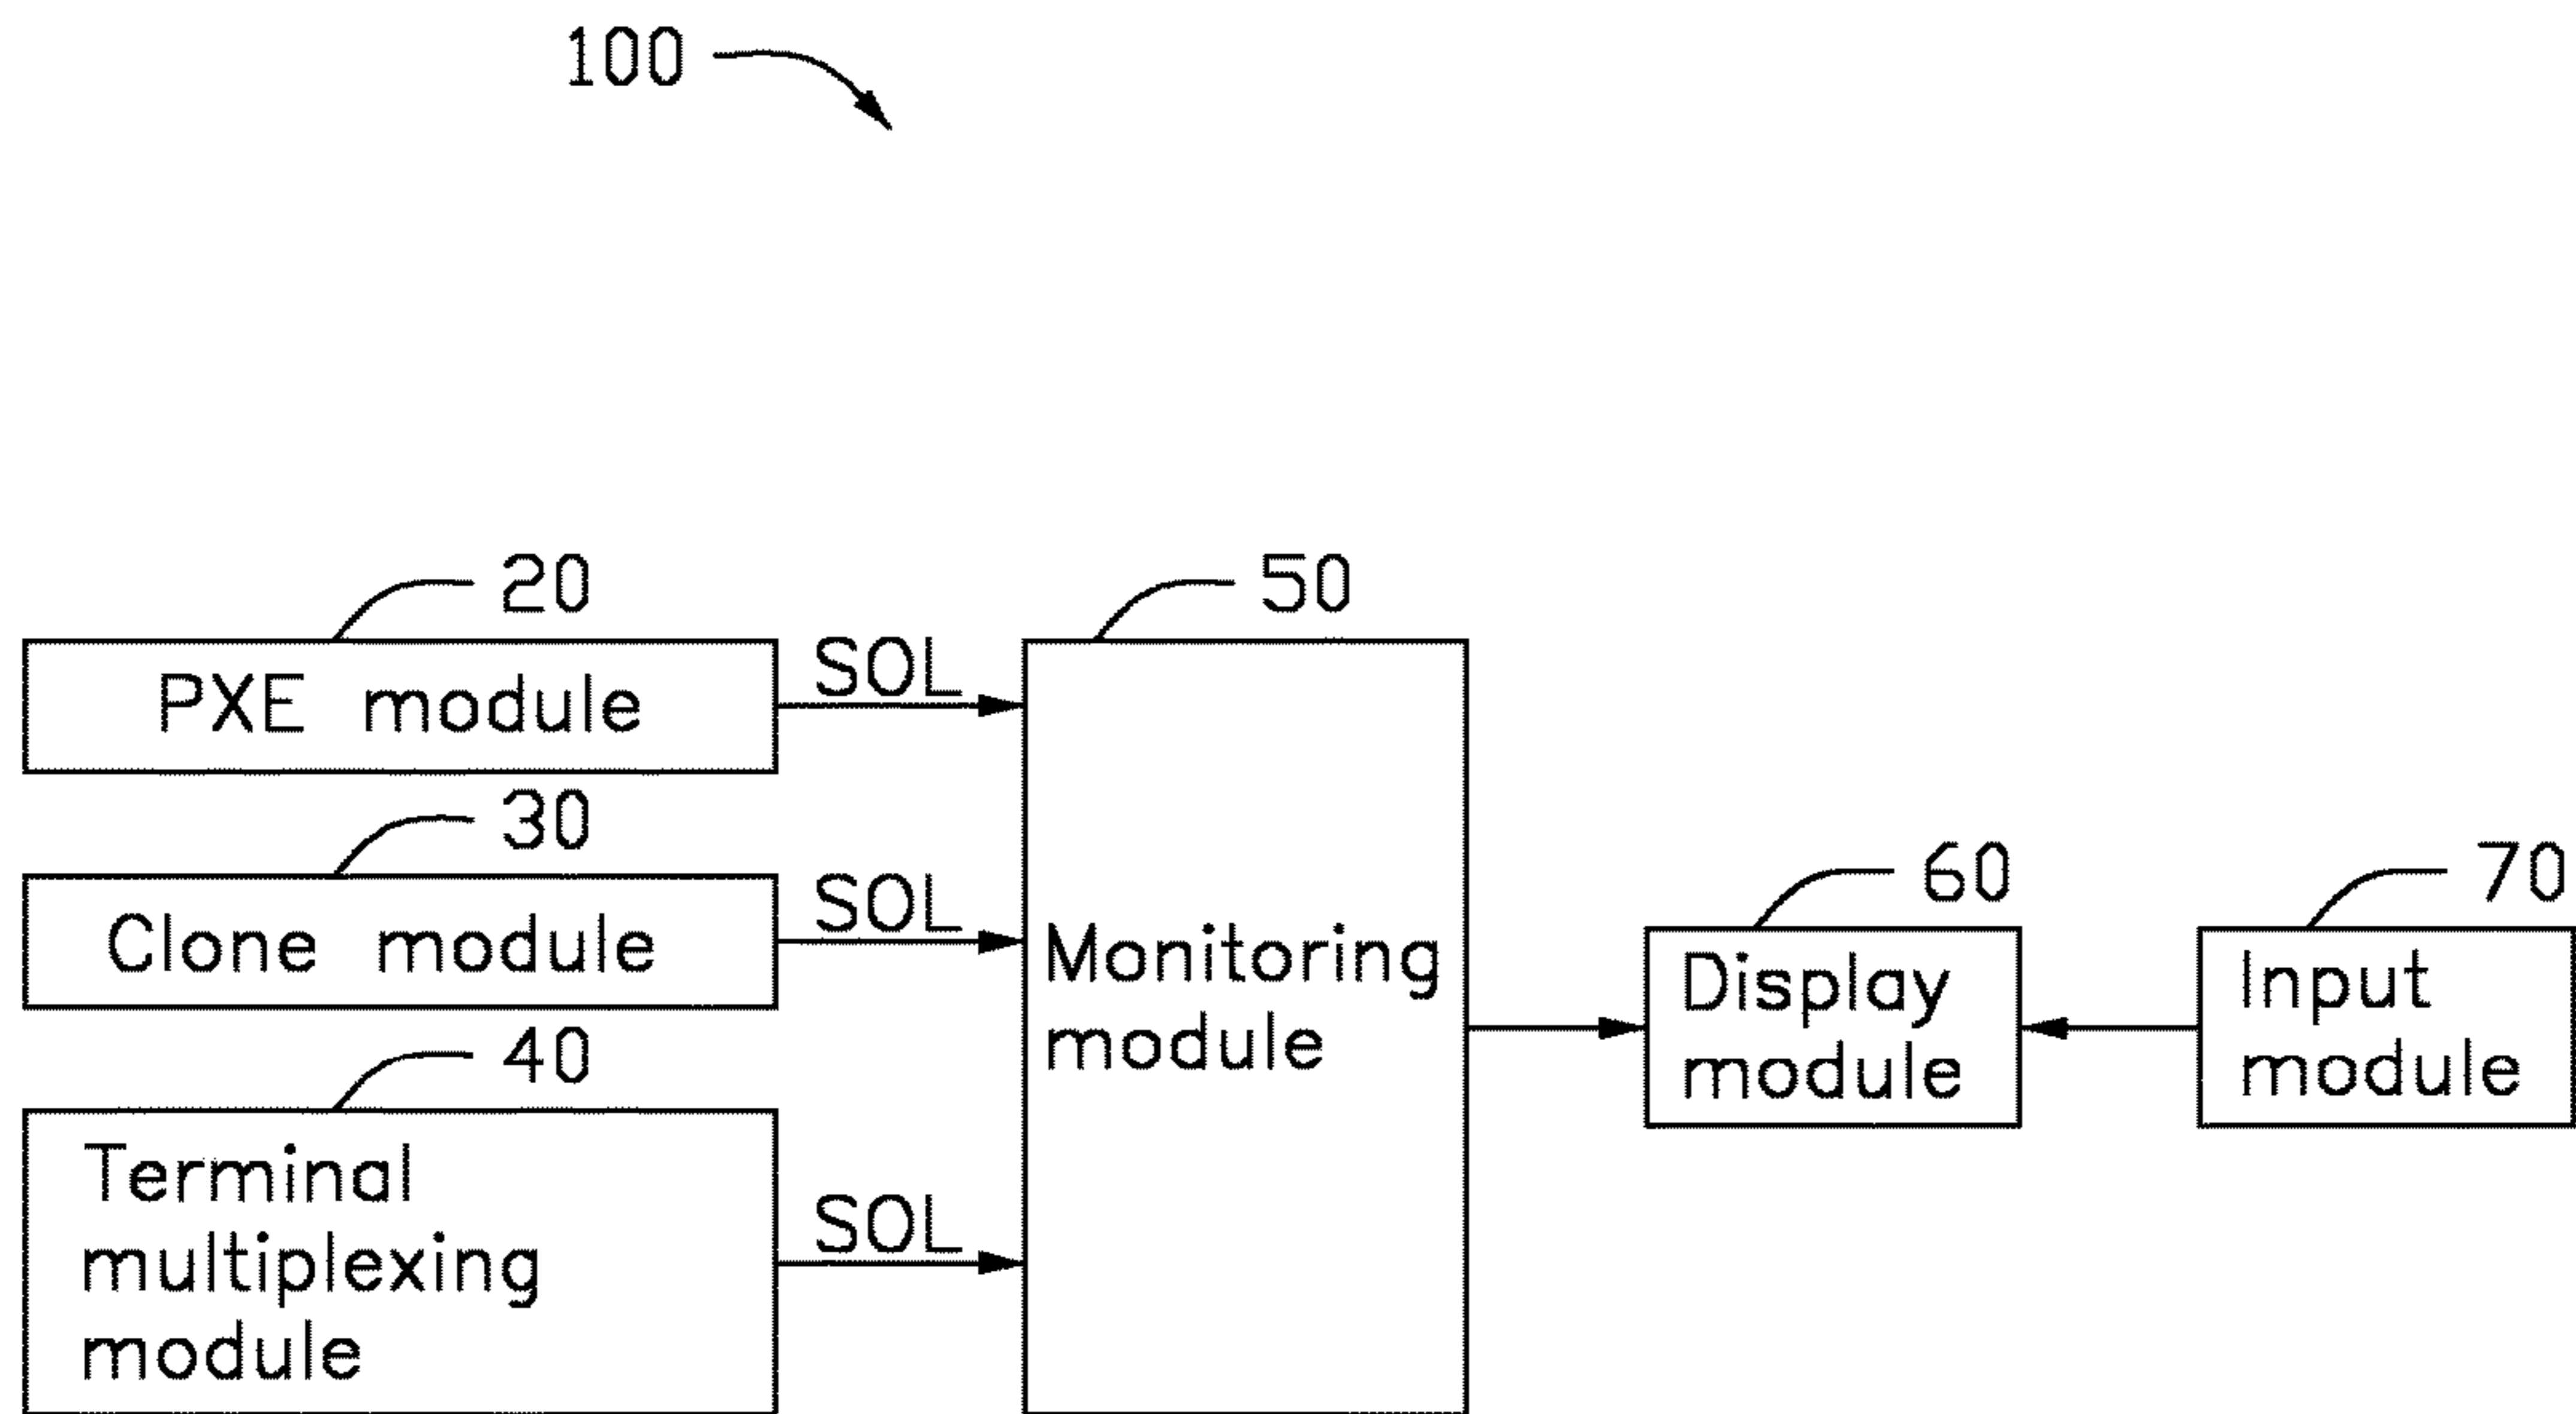 100
20
PXE module
SOL
30
Clone module
SOL
40
Terminal
multiplexing
module
SOL
50
Monitoring
module
60
Display
module
70
Input
module